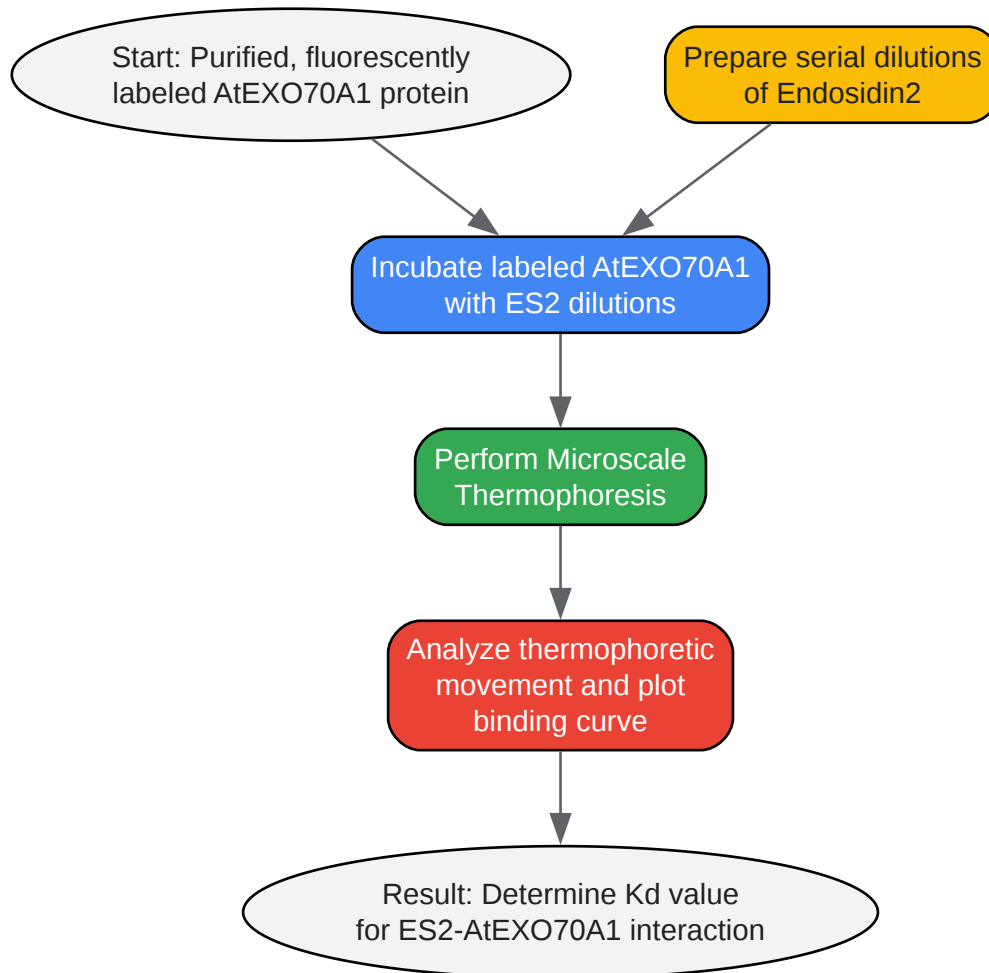 Start: Purified, fluorescently
labeled AtEXO70A1 protein
Prepare serial dilutions
of Endosidin2
Incubate labeled AtEXO70A1
with ES2 dilutions
Perform Microscale
Thermophoresis
Analyze thermophoretic
movement and plot
binding curve
Result: Determine Kd value
for ES2-AtEXO70A1 interaction